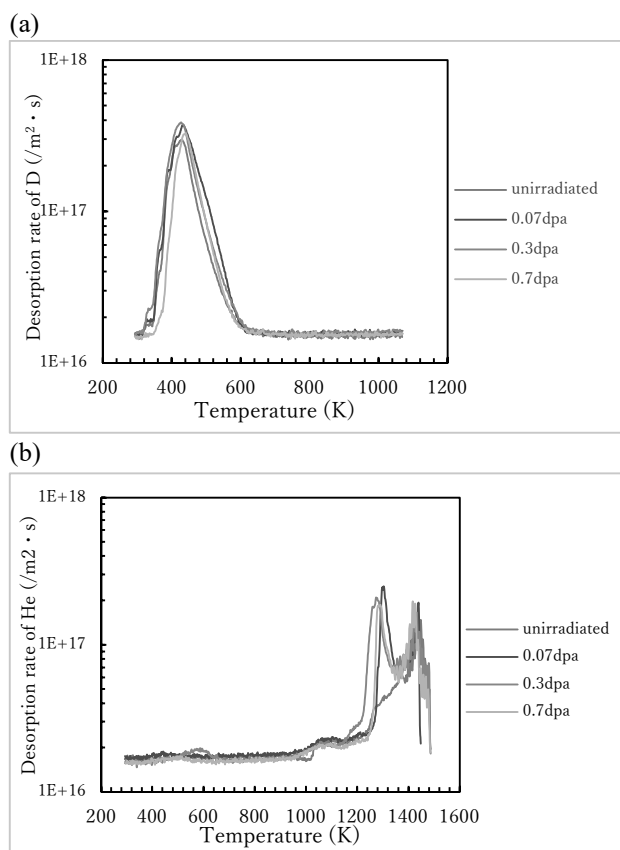 (a)
1E+18
1E+17
1E+16
Desorption rate of D (/m²・s)
200 400 600 800 1000 1200
Temperature (K)
unirradiated
0.07dpa
0.3dpa
0.7dpa
(b)
1E+18
1E+17
1E+16
Desorption rate of He (/m2・s)
200 400 600 800 1000 1200 1400 1600
Temperature (K)
unirradiated
0.07dpa
0.3dpa
0.7dpa